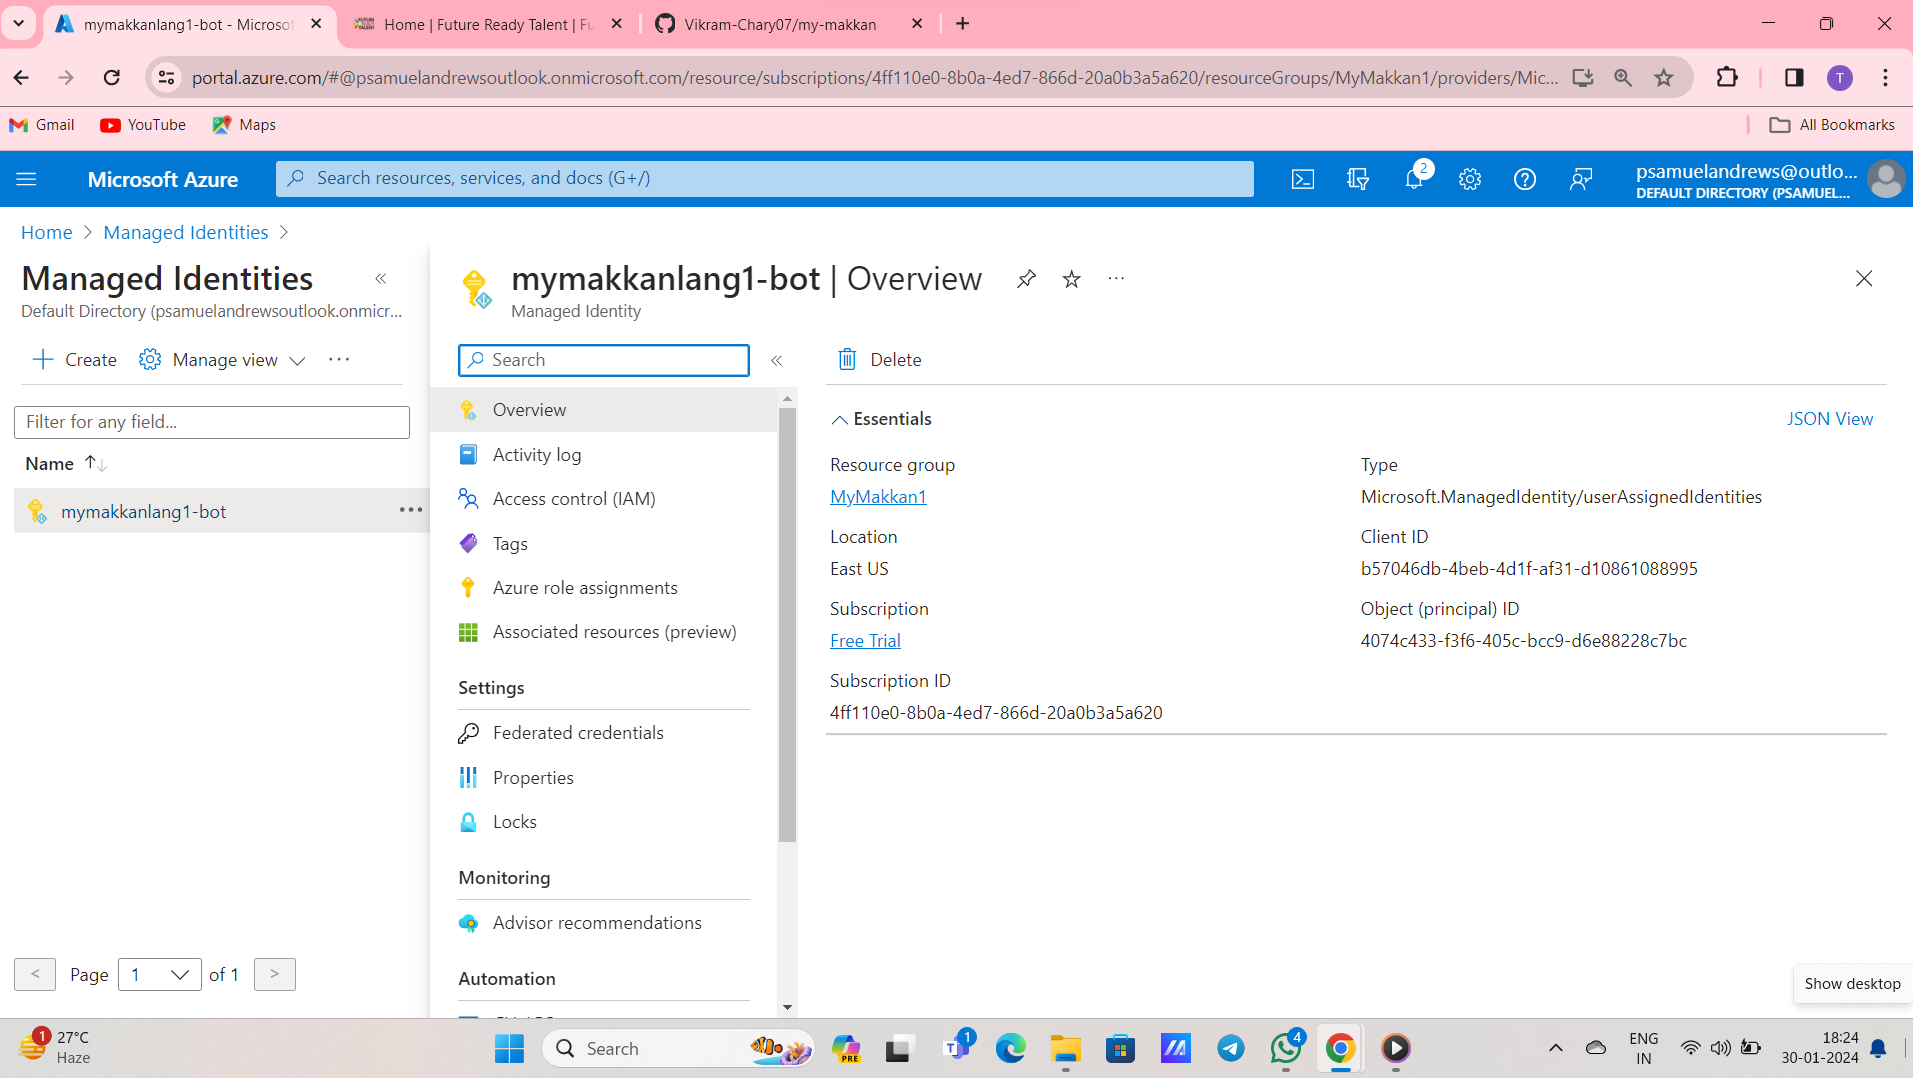 mymakkanlang1-bot - Microsof
Home | Future Ready Talent | Fu
Vikram-Chary07/my-makkan
portal.azure.com/#@psamuelandrewsoutlook.onmicrosoft.com/resource/subscriptions/4ff110e0-8b0a-4ed7-866d-20a0b3a5a620/resourceGroups/MyMakkan1/providers/Mic...
T
Gmail
YouTube
Maps
All Bookmarks
Microsoft Azure
Search resources, services, and docs (G+/)
2
psamuelandrews@outlo...
DEFAULT DIRECTORY (PSAMUEL...
Home > Managed Identities >
Managed Identities
Default Directory (psamuelandrewsoutlook.onmicr...
Create
Manage view
Filter for any field...
Name
mymakkanlang1-bot
Page 1 of 1
mymakkanlang1-bot | Overview
Managed Identity
Search
Overview
Activity log
Access control (IAM)
Tags
Azure role assignments
Associated resources (preview)
Settings
Federated credentials
Properties
Locks
Monitoring
Advisor recommendations
Automation
Delete
Essentials
JSON View
Resource group
MyMakkan1
Location
East US
Subscription
Free Trial
Subscription ID
4ff110e0-8b0a-4ed7-866d-20a0b3a5a620
Type
Microsoft.ManagedIdentity/userAssignedIdentities
Client ID
b57046db-4beb-4d1f-af31-d10861088995
Object (principal) ID
4074c433-f3f6-405c-bcc9-d6e88228c7bc
Show desktop
1
27°C
Haze
Search
PRE
1
4
ENG
IN
18:24
30-01-2024